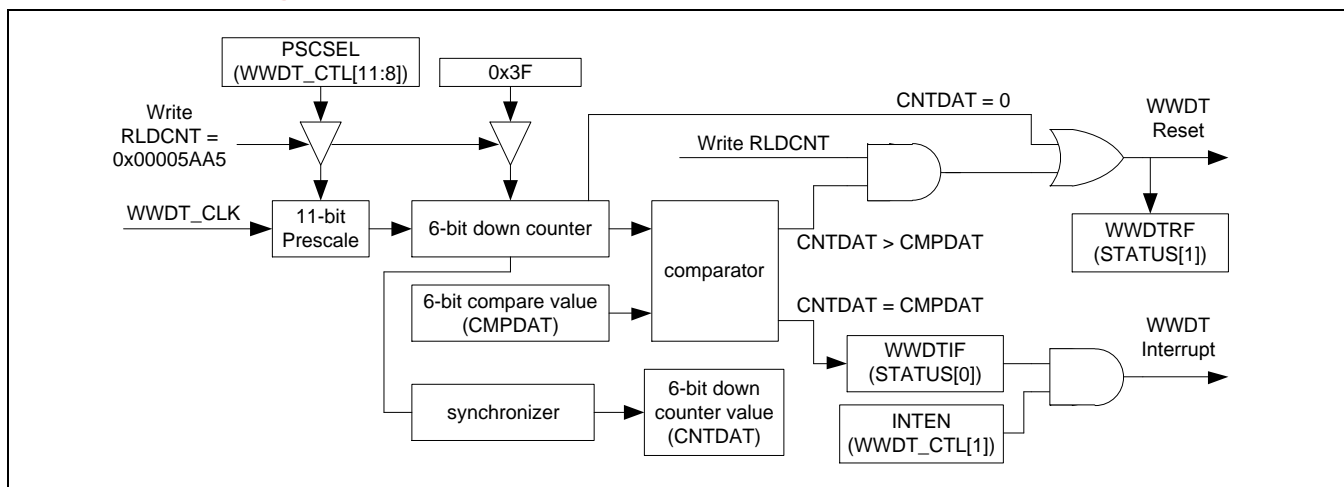 PSCSEL
(WWDT_CTL[11:8])
0x3F
Write
RLDCNT =
0x00005AA5
WWDT_CLK
11-bit
Prescale
6-bit down counter
6-bit compare value
(CMPDAT)
synchronizer
6-bit down
counter value
(CNTDAT)
comparator
CNTDAT = 0
Write RLDCNT
CNTDAT > CMPDAT
CNTDAT = CMPDAT
WWDT
Reset
WWDTRF
(STATUS[1])
WWDTIF
(STATUS[0])
INTEN
(WWDT_CTL[1])
WWDT
Interrupt